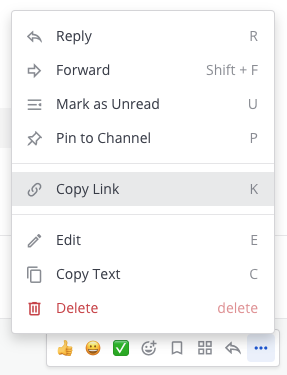 Reply R
Forward Shift + F
Mark as Unread U
Pin to Channel P
Copy Link K
Edit E
Copy Text C
Delete delete